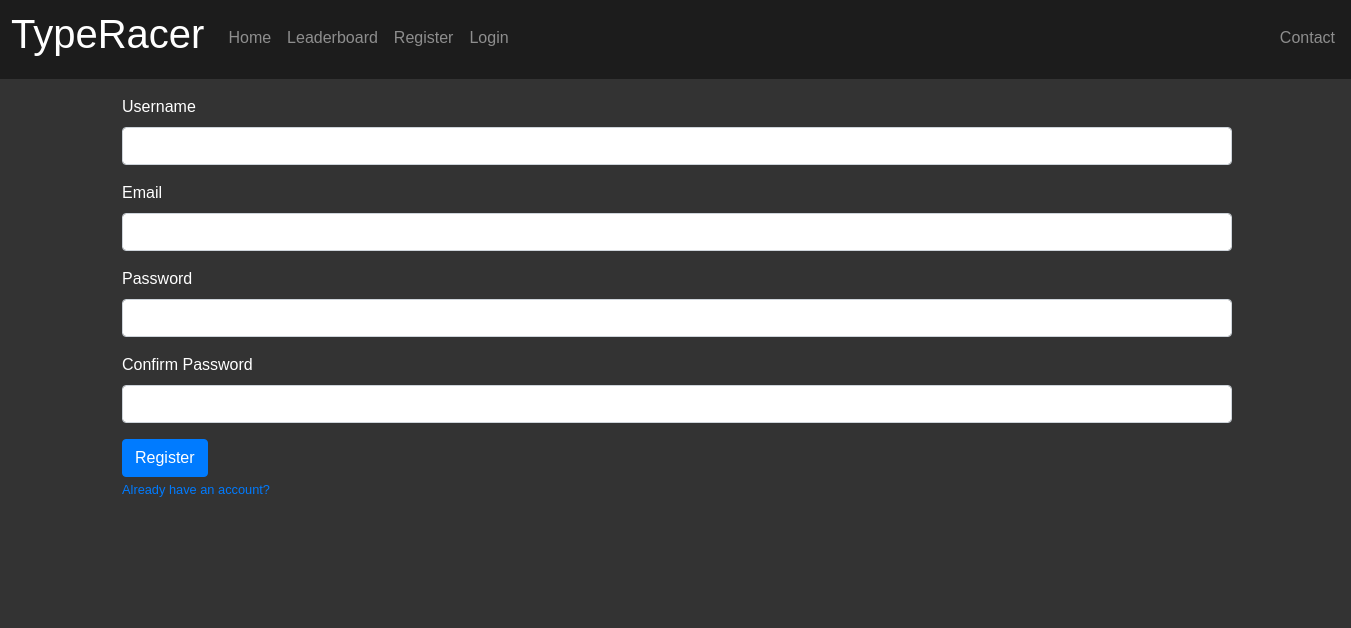 TypeRacer Home Leaderboard Register Login Contact
Username
Email
Password
Confirm Password
Register
Already have an account?